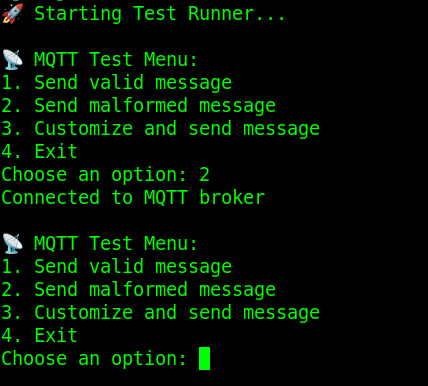 🚀 Starting Test Runner...
📡 MQTT Test Menu:
1. Send valid message
2. Send malformed message
3. Customize and send message
4. Exit
Choose an option: 2
Connected to MQTT broker
📡 MQTT Test Menu:
1. Send valid message
2. Send malformed message
3. Customize and send message
4. Exit
Choose an option: